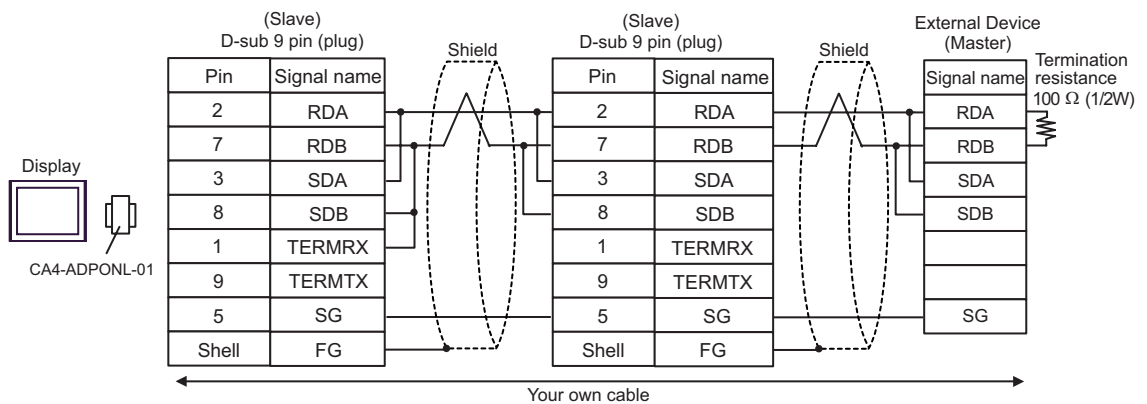 (Slave)
D-sub 9 pin (plug)
Shield
(Slave)
D-sub 9 pin (plug)
Shield
External Device
(Master)
Termination
resistance
100 Ω (1/2W)
Pin Signal name
2 RDA
7 RDB
3 SDA
8 SDB
1 TERMRX
9 TERMTX
5 SG
Shell FG
Pin Signal name
2 RDA
7 RDB
3 SDA
8 SDB
1 TERMRX
9 TERMTX
5 SG
Shell FG
Signal name
RDA
RDB
SDA
SDB
SG
Display
CA4-ADPONL-01
Your own cable